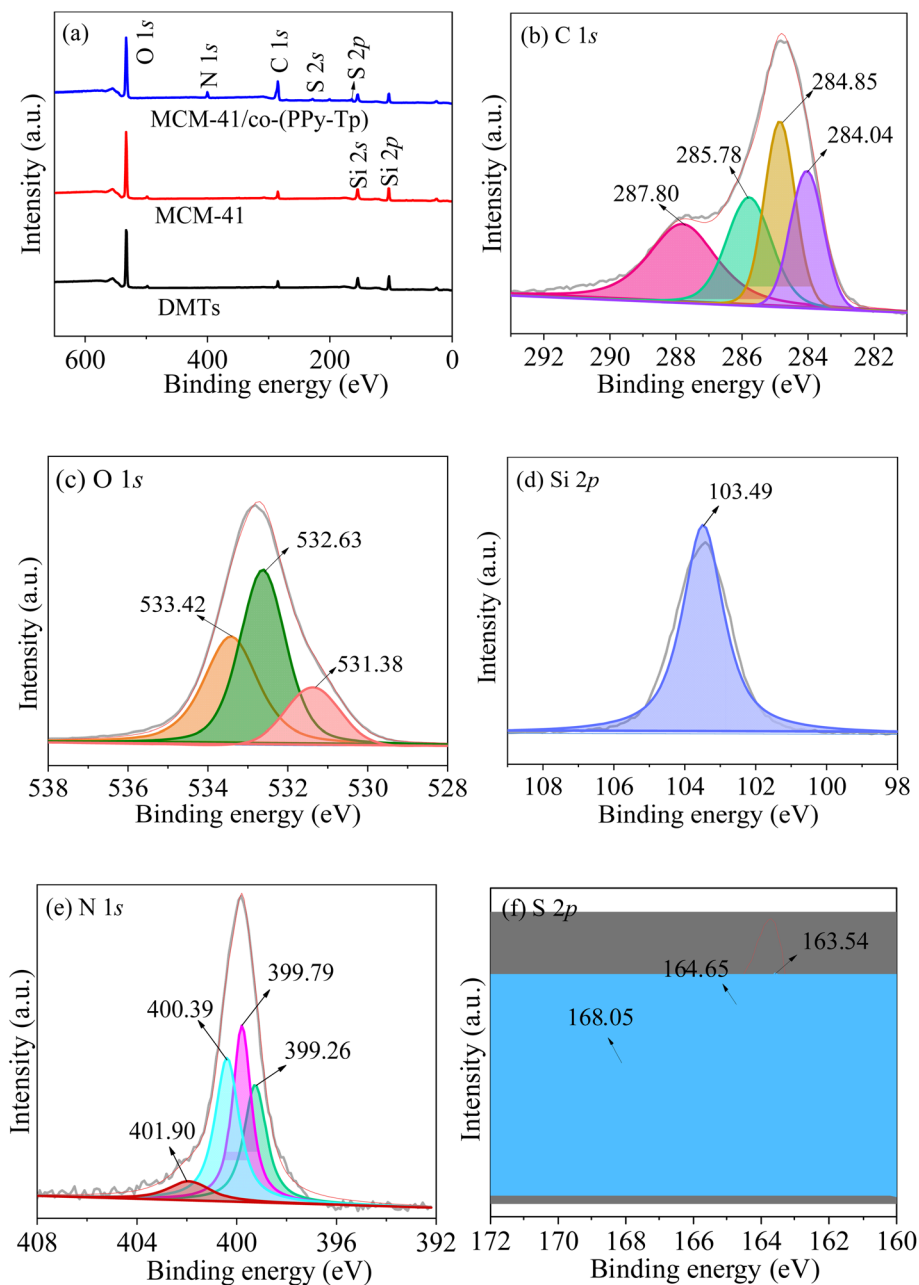 (a)
O 1s
N 1s
C 1s
S 2s
S 2p
MCM-41/co-(PPy-Tp)
Si 2s
Si 2p
MCM-41
DMTs
Intensity (a.u.)
600 400 200 0
Binding energy (eV)
(b) C 1s
284.85
284.04
285.78
287.80
Intensity (a.u.)
292 290 288 286 284 282
Binding energy (eV)
(c) O 1s
532.63
533.42
531.38
Intensity (a.u.)
538 536 534 532 530 528
Binding energy (eV)
(d) Si 2p
103.49
Intensity (a.u.)
108 106 104 102 100 98
Binding energy (eV)
(e) N 1s
399.79
400.39
399.26
401.90
Intensity (a.u.)
408 404 400 396 392
Binding energy (eV)
(f) S 2p
163.54
164.65
168.05
Intensity (a.u.)
172 170 168 166 164 162 160
Binding energy (eV)